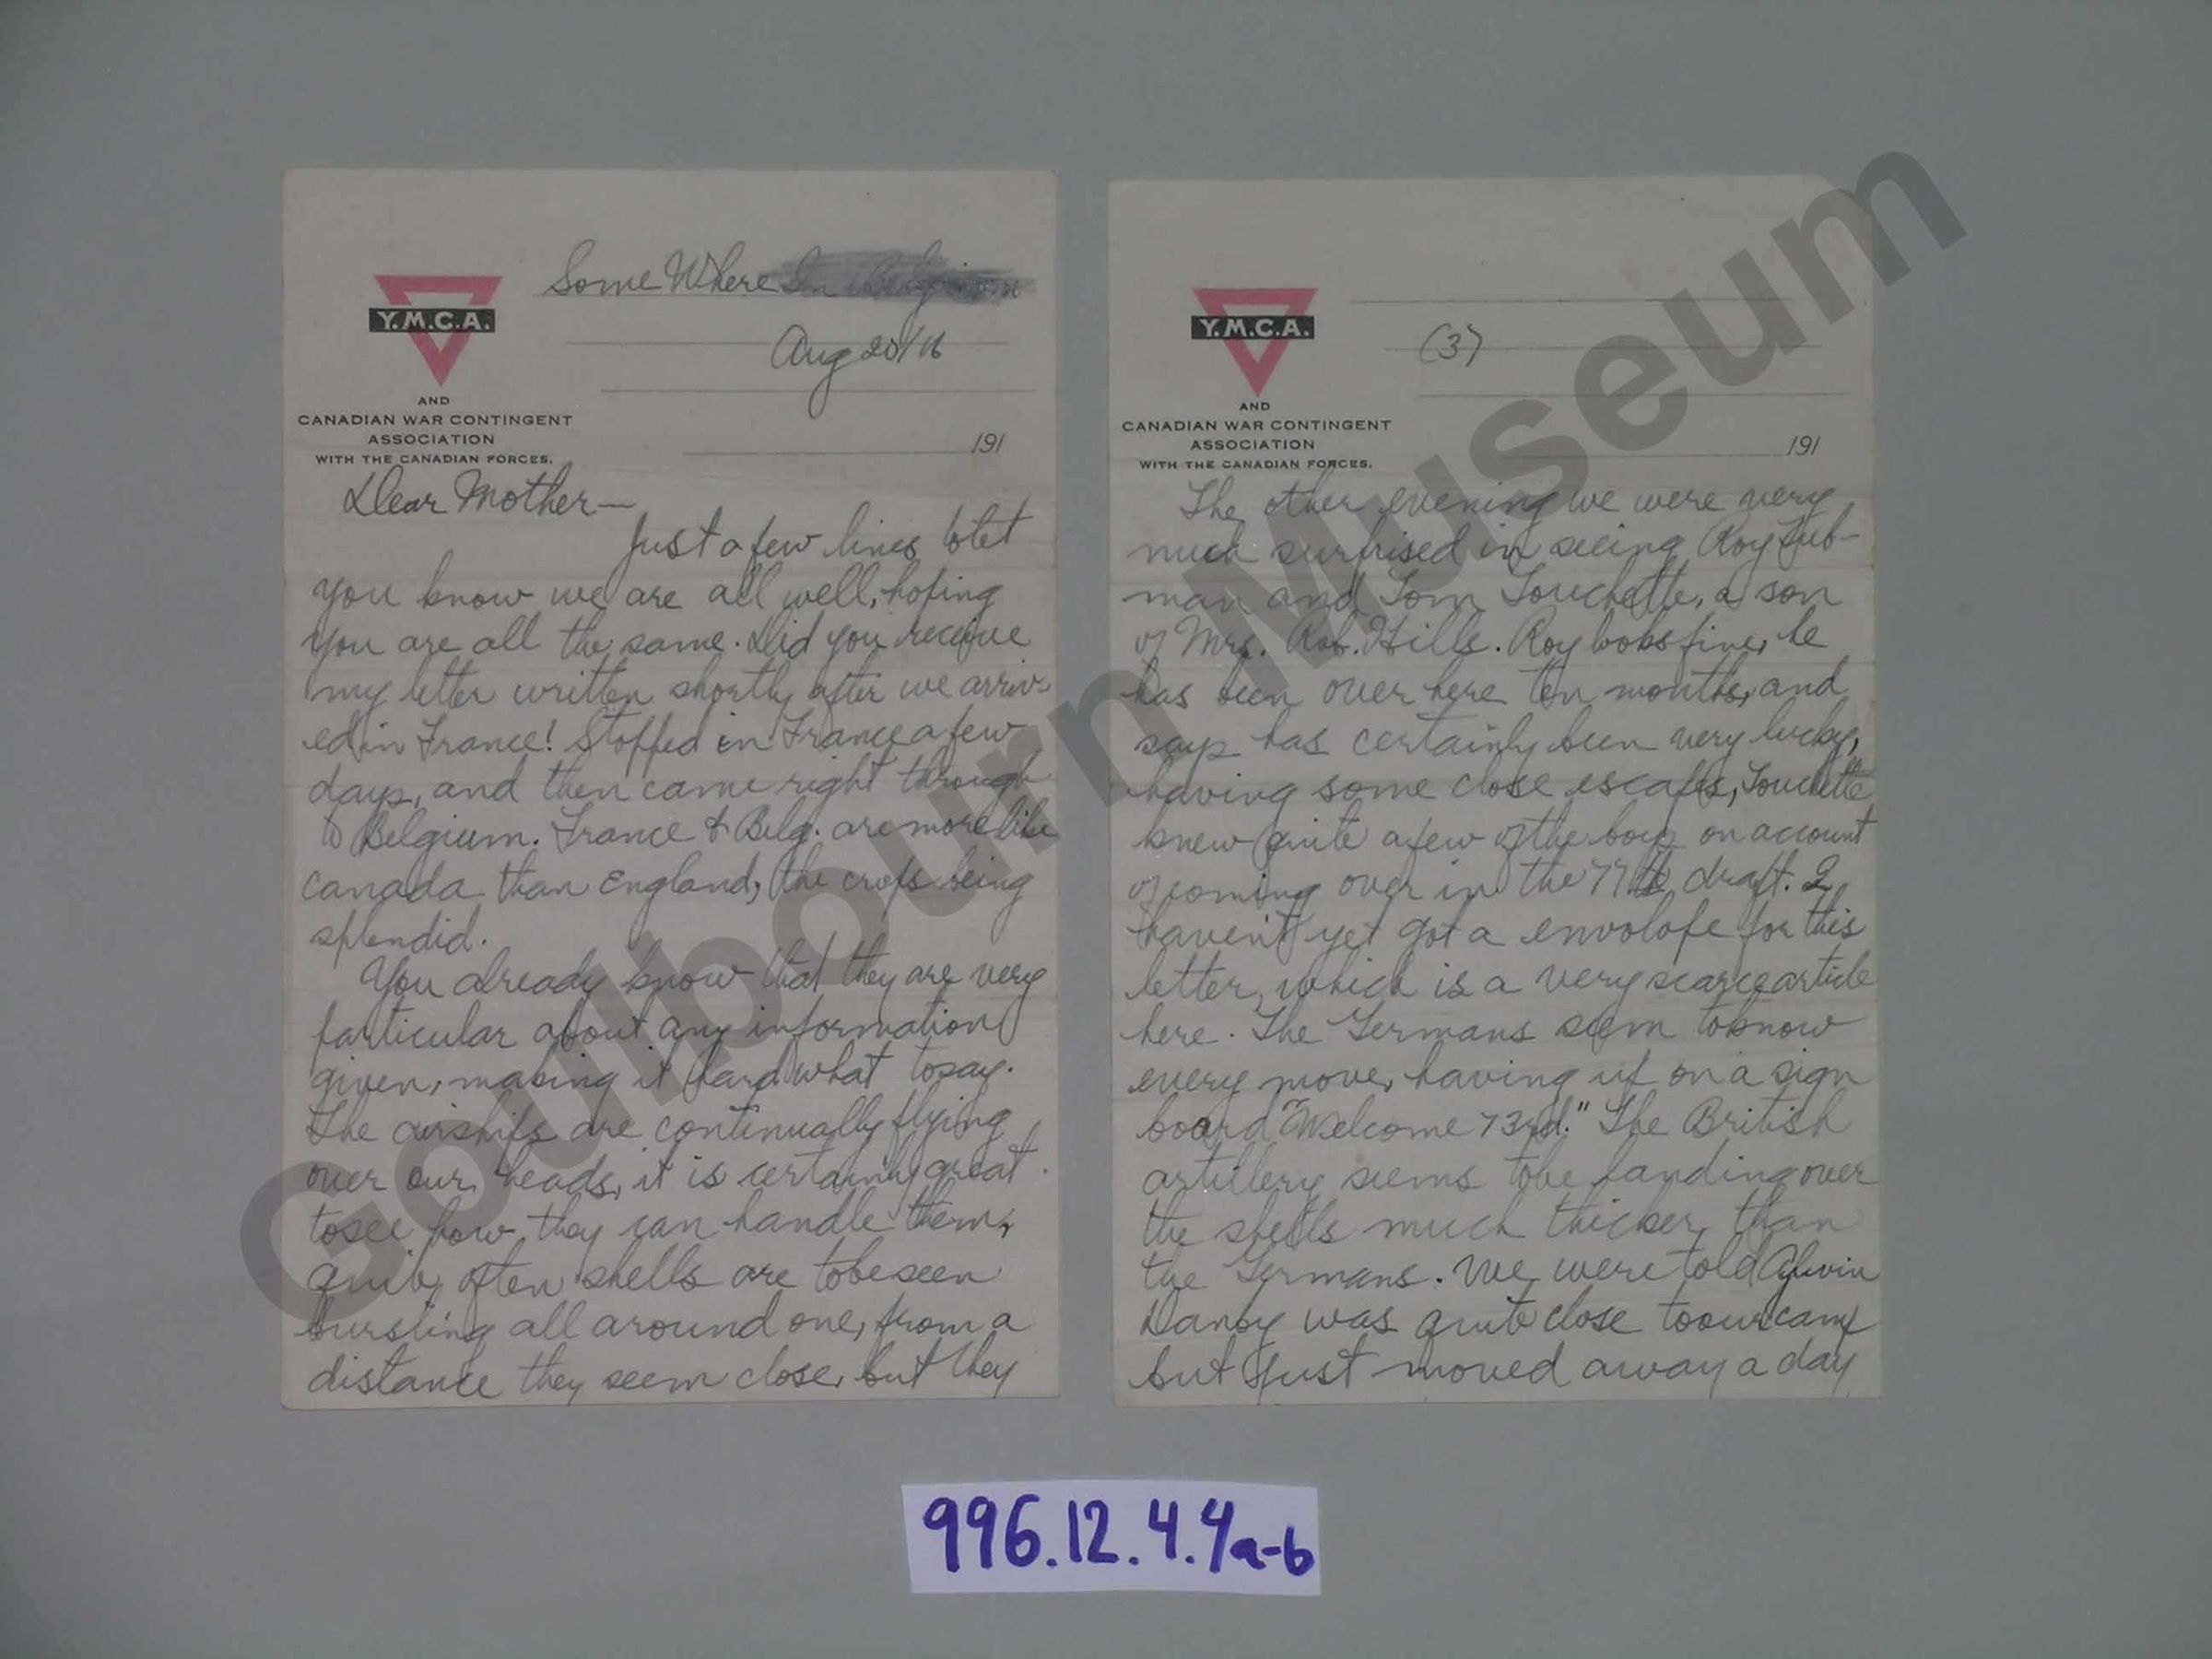 Some Where In Belgium
Y.M.C.A.
Aug 20/16
AND
CANADIAN WAR CONTINGENT
ASSOCIATION
WITH THE CANADIAN FORCES.
191
Dear Mother—
Just a few lines to let
you know we are all well, hoping
you are all the same. Did you receive
my letter written shortly after we arriv
ed in France! Stopped in France a few
days, and then came right through
to Belgium. France & Belg. are more like
Canada than England, the crops being
splendid.
You already know that they are very
particular about any information
given, making it hard what to say.
The airships are continually flying
over our heads, it is certainly great
to see how they can handle them,
quite often shells are to be seen
bursting all around one, from a
distance they seem close, but they
Y.M.C.A.
(3)
AND
CANADIAN WAR CONTINGENT
ASSOCIATION
WITH THE CANADIAN FORCES.
191
The other evening we were very
much surprised in seeing Roy Tub-
man and Tom Touchette, a son
of Mrs. Rob. Hills. Roy looks fine, he
has been over here ten months, and
says has certainly been very lucky,
having some close escapes, Touchette
knew quite a few of the boys on account
of coming over in the 77th draft. I
haven't yet got a envolope for this
letter, which is a very scarce article
here. The Germans seem to know
every move, having up on a sign
board "Welcome 73rd." The British
artillery seems to be handing over
the shells much thicker than
the Germans. We were told
Danby was quite close to our camp
but just moved away a day
996.12.4.4a-b
Goulbourn Museum